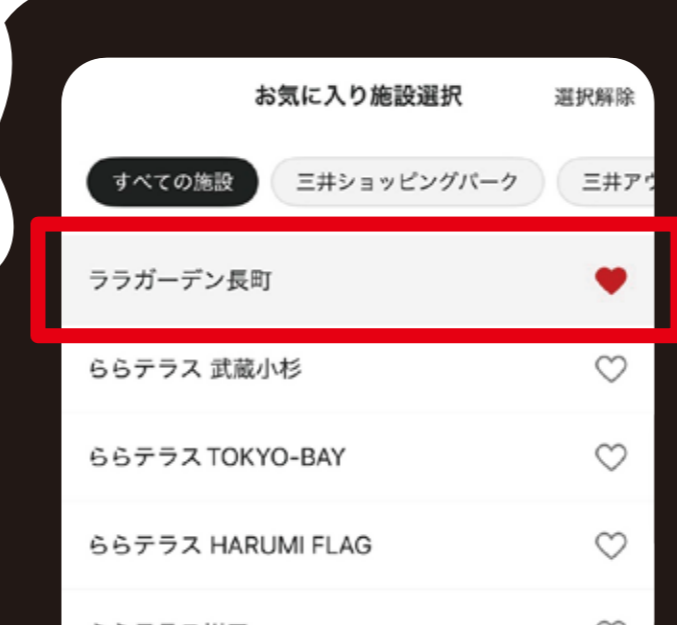 お気に入り施設選択 選択解除
すべての施設 三井ショッピングパーク 三井ア
ララガーデン長町
ららテラス 武蔵小杉
ららテラス TOKYO-BAY
ららテラス HARUMI FLAG